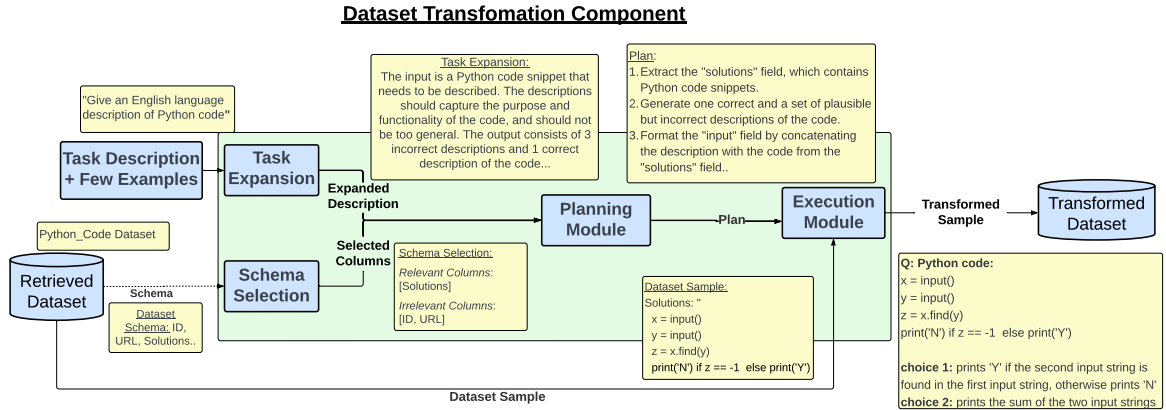 Dataset Transfomation Component
"Give an English language
description of Python code"
Task Description
+ Few Examples
Task
Expansion
Task Expansion:
The input is a Python code snippet that
needs to be described. The descriptions
should capture the purpose and
functionality of the code, and should not
be too general. The output consists of 3
incorrect descriptions and 1 correct
description of the code...
Plan:
1. Extract the "solutions" field, which contains
Python code snippets.
2. Generate one correct and a set of plausible
but incorrect descriptions of the code.
3. Format the "input" field by concatenating
the description with the code from the
"solutions" field..
Expanded
Description
Selected
Columns
Planning
Module
Plan
Execution
Module
Transformed
Sample
Transformed
Dataset
Python_Code Dataset
Retrieved
Dataset
Schema
Dataset
Schema: ID,
URL, Solutions..
Schema
Selection
Schema Selection:
Relevant Columns:
[Solutions]
Irrelevant Columns:
[ID, URL]
Dataset Sample:
Solutions: "
x = input()
y = input()
z = x.find(y)
print('N') if z == -1 else print('Y')
Dataset Sample
Q: Python code:
x = input()
y = input()
z = x.find(y)
print('N') if z == -1 else print('Y')
choice 1: prints 'Y' if the second input string is
found in the first input string, otherwise prints 'N'
choice 2: prints the sum of the two input strings